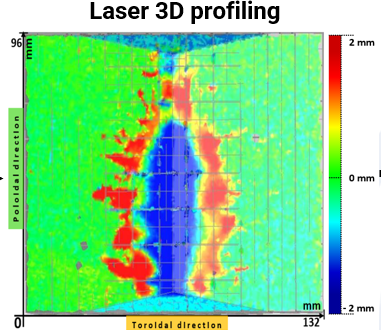 Laser 3D profiling
96
mm
2 mm
Poloidal direction
0 mm
- 2 mm
mm
0
132
Toroidal direction